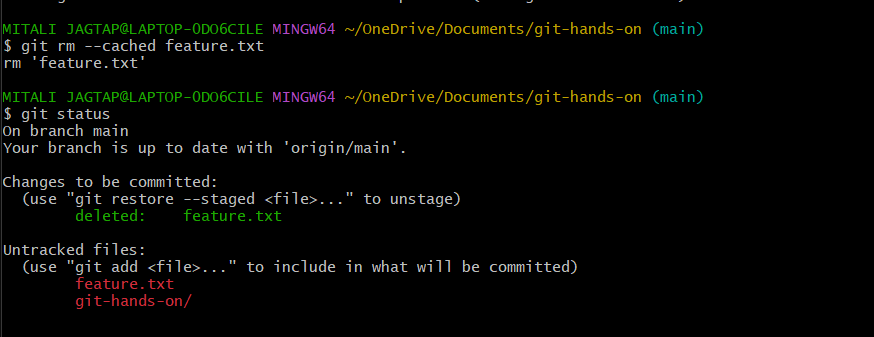 MITALI JAGTAP@LAPTOP-0DO6CILE MINGW64 ~/OneDrive/Documents/git-hands-on (main)
$ git rm --cached feature.txt
rm 'feature.txt'
MITALI JAGTAP@LAPTOP-0DO6CILE MINGW64 ~/OneDrive/Documents/git-hands-on (main)
$ git status
On branch main
Your branch is up to date with 'origin/main'.
Changes to be committed:
  (use "git restore --staged <file>..." to unstage)
        deleted:    feature.txt
Untracked files:
  (use "git add <file>..." to include in what will be committed)
        feature.txt
        git-hands-on/